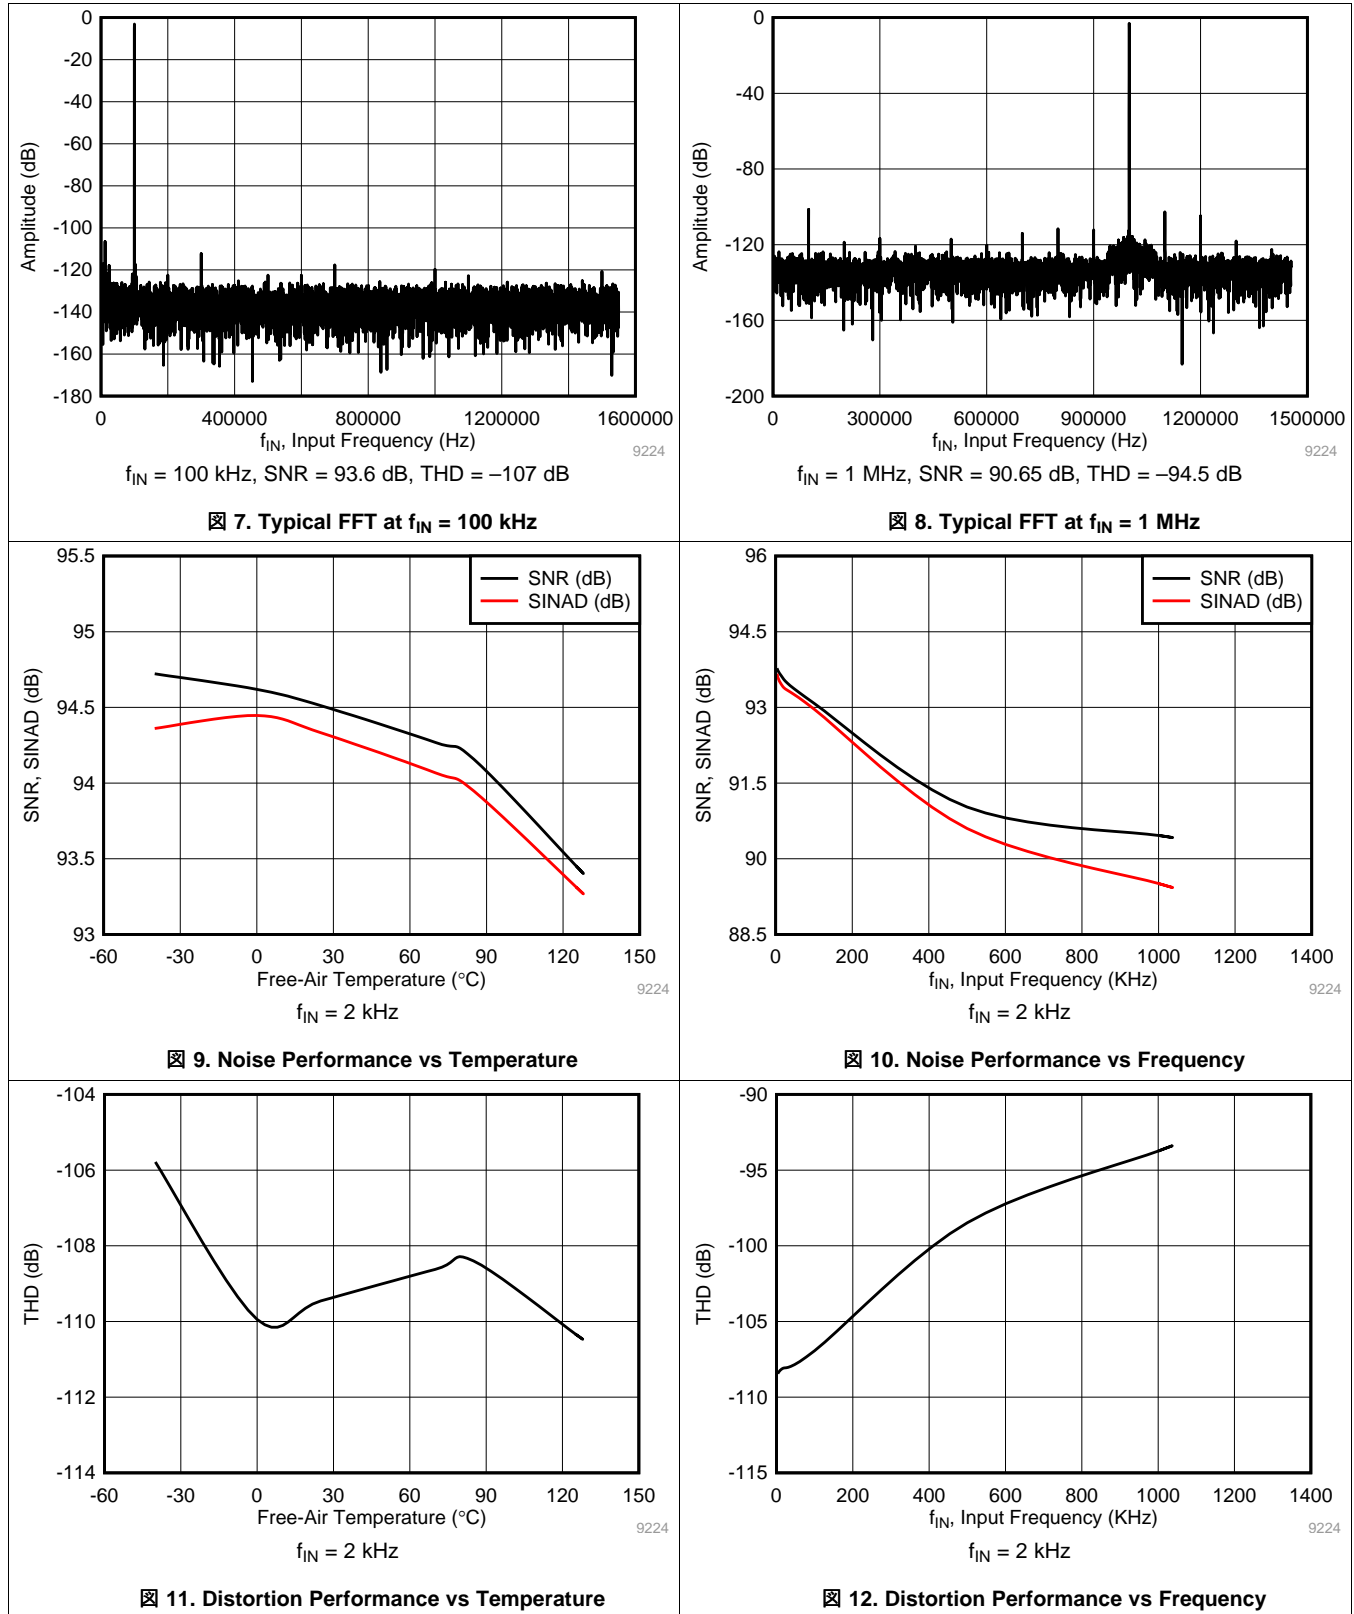 0
-20
-40
-60
-80
-100
-120
-140
-160
-180
Amplitude (dB)
0 400000 800000 1200000 1600000
fIN, Input Frequency (Hz)
9224
fIN = 100 kHz, SNR = 93.6 dB, THD = –107 dB
図 7. Typical FFT at fIN = 100 kHz
0
-40
-80
-120
-160
-200
Amplitude (dB)
0 300000 600000 900000 1200000 1500000
fIN, Input Frequency (Hz)
9224
fIN = 1 MHz, SNR = 90.65 dB, THD = –94.5 dB
図 8. Typical FFT at fIN = 1 MHz
95.5
95
94.5
94
93.5
93
SNR, SINAD (dB)
SNR (dB)
SINAD (dB)
-60 -30 0 30 60 90 120 150
Free-Air Temperature (°C)
9224
fIN = 2 kHz
図 9. Noise Performance vs Temperature
96
94.5
93
91.5
90
88.5
SNR, SINAD (dB)
SNR (dB)
SINAD (dB)
0 200 400 600 800 1000 1200 1400
fIN, Input Frequency (KHz)
9224
fIN = 2 kHz
図 10. Noise Performance vs Frequency
-104
-106
-108
-110
-112
-114
THD (dB)
-60 -30 0 30 60 90 120 150
Free-Air Temperature (°C)
9224
fIN = 2 kHz
図 11. Distortion Performance vs Temperature
-90
-95
-100
-105
-110
-115
THD (dB)
0 200 400 600 800 1000 1200 1400
fIN, Input Frequency (KHz)
9224
fIN = 2 kHz
図 12. Distortion Performance vs Frequency